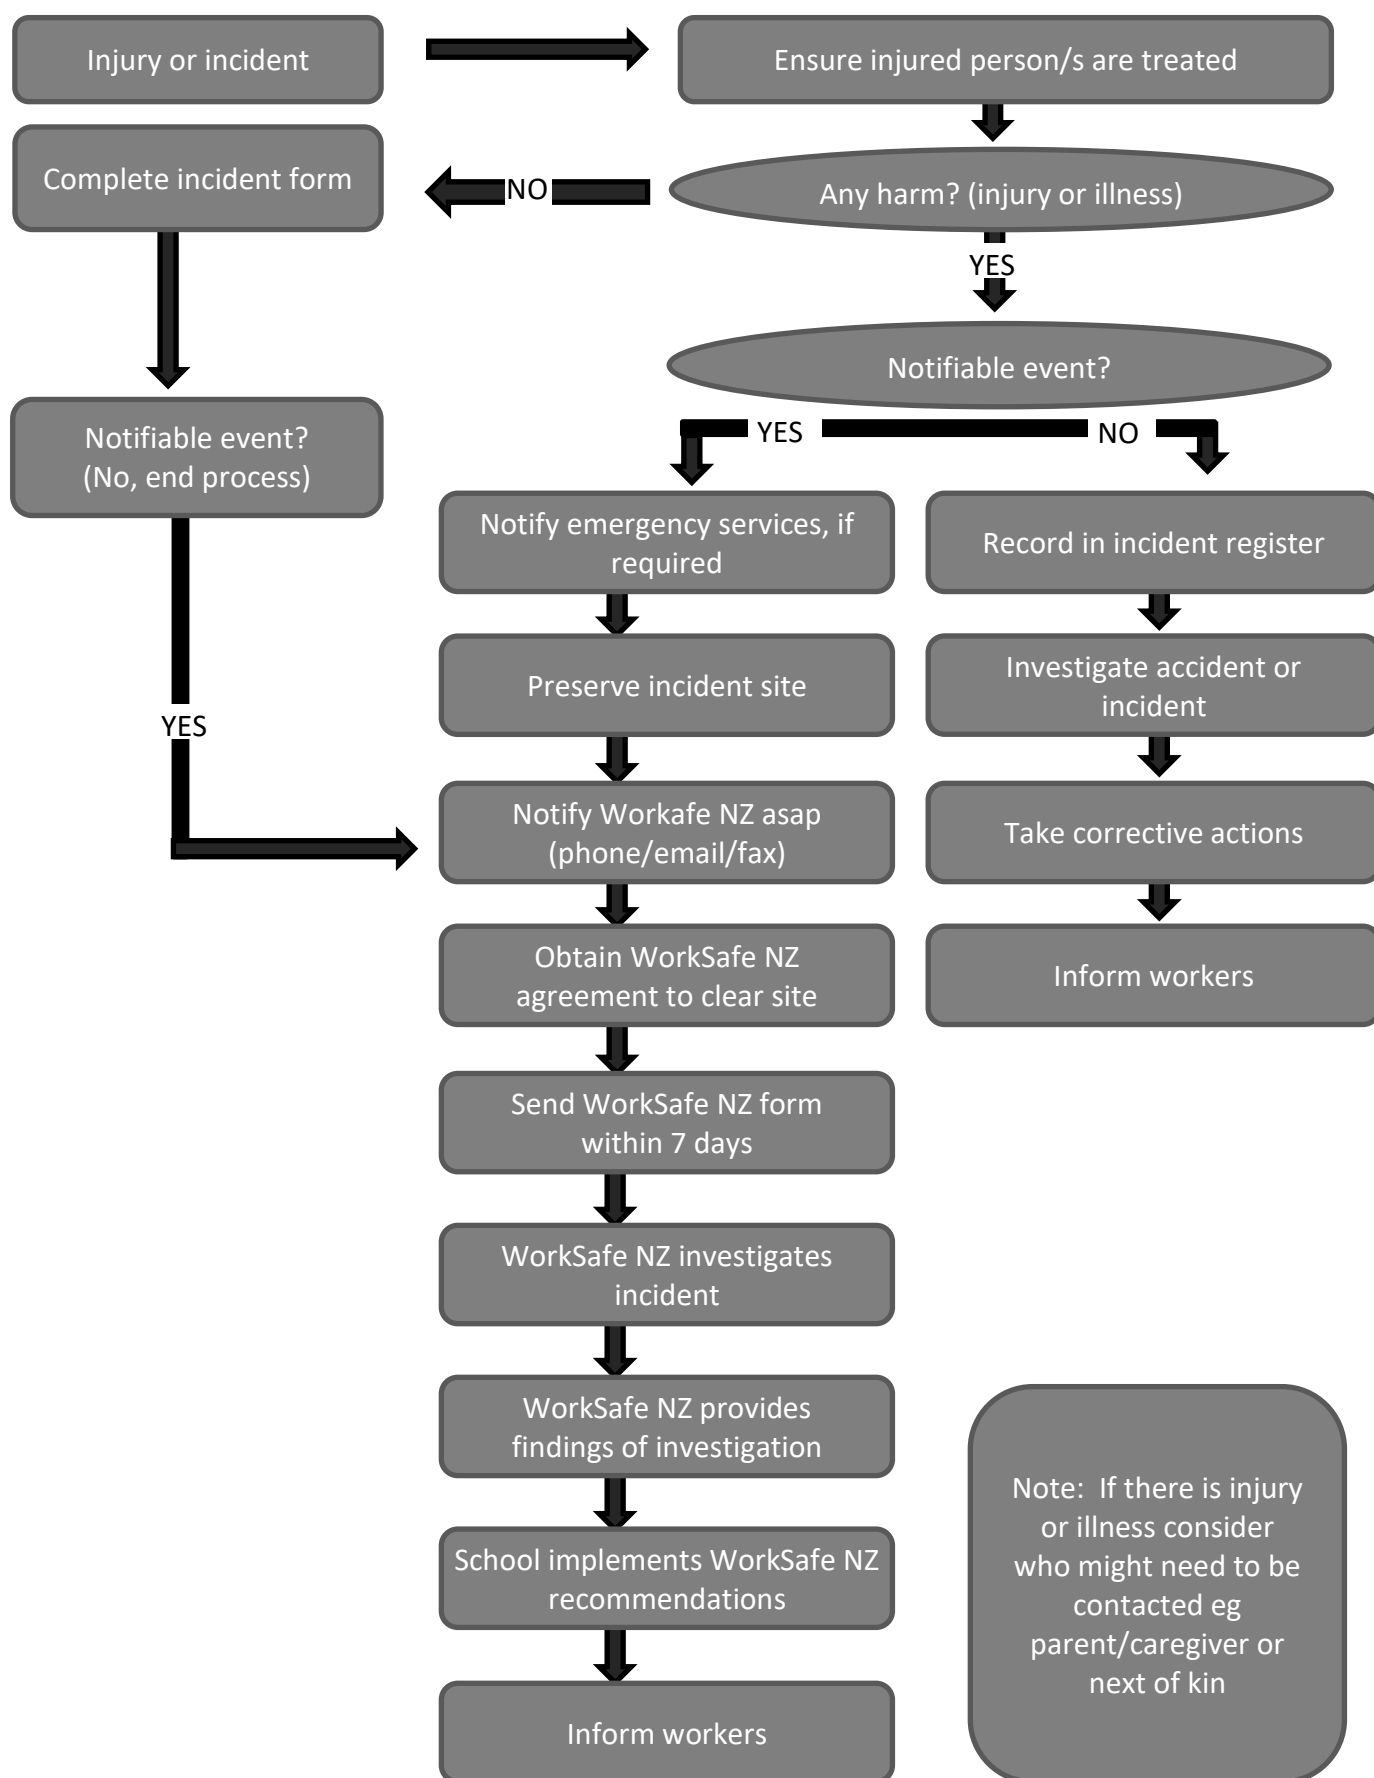 Injury or incident
Ensure injured person/s are treated
Complete incident form
NO
Any harm? (injury or illness)
YES
Notifiable event?
Notifiable event?
(No, end process)
YES
NO
Notify emergency services, if
required
Record in incident register
Preserve incident site
Investigate accident or
incident
YES
Notify Workafe NZ asap
(phone/email/fax)
Take corrective actions
Obtain WorkSafe NZ
agreement to clear site
Inform workers
Send WorkSafe NZ form
within 7 days
WorkSafe NZ investigates
incident
WorkSafe NZ provides
findings of investigation
School implements WorkSafe NZ
recommendations
Inform workers
Note:  If there is injury
or illness consider
who might need to be
contacted eg
parent/caregiver or
next of kin